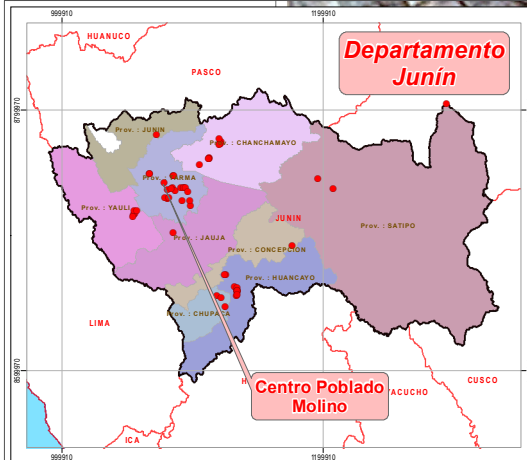 999910
1199910
HUANUCO
Departamento
Junín
PASCO
8799970
Prov. : JUNIN
Prov. : CHANCHAMAYO
Prov. : TARMA
Prov. : YAULI
JUNIN
Prov. : SATIPO
Prov. : JAUJA
Prov. : CONCEPCION
Prov. : HUANCAYO
Prov. : CHUPACA
LIMA
8599970
Centro Poblado
Molino
CUSCO
ICA
999910
1199910